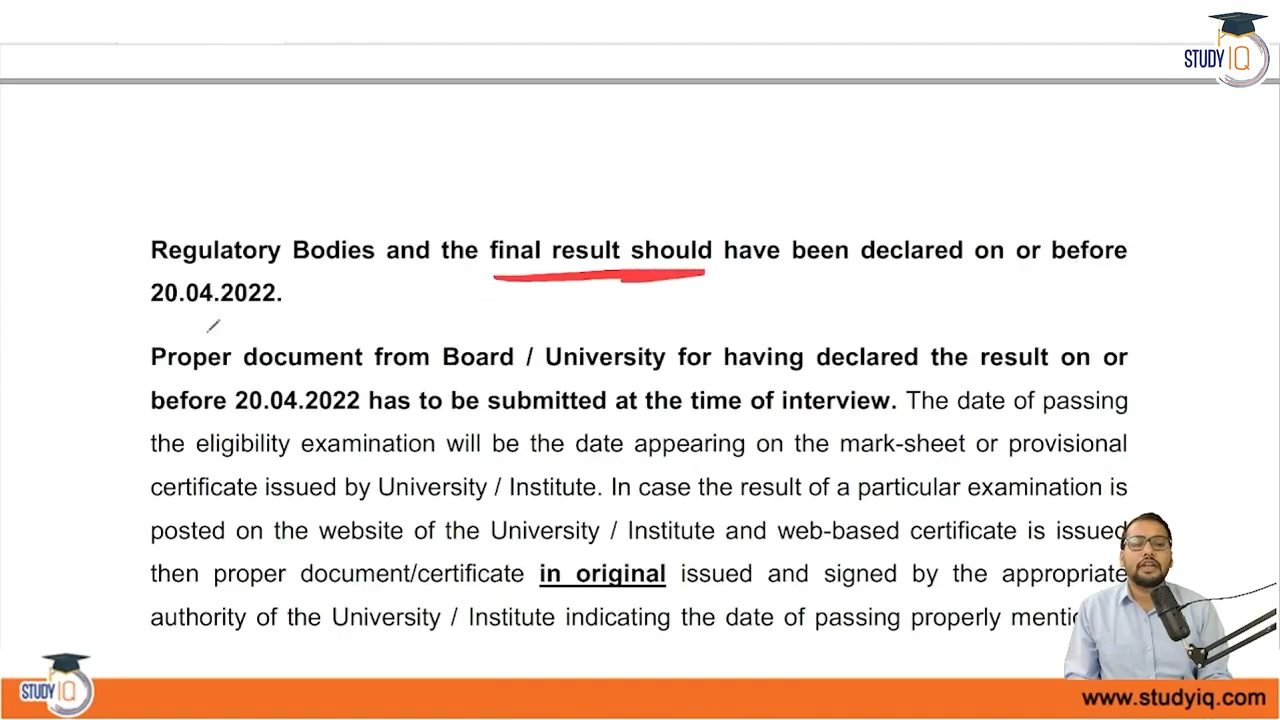 STUDY IQ
Regulatory Bodies and the final result should have been declared on or before
20.04.2022.
Proper document from Board / University for having declared the result on or
before 20.04.2022 has to be submitted at the time of interview. The date of passing
the eligibility examination will be the date appearing on the mark-sheet or provisional
certificate issued by University / Institute. In case the result of a particular examination is
posted on the website of the University / Institute and web-based certificate is issued
then proper document/certificate in original issued and signed by the appropriate
authority of the University / Institute indicating the date of passing properly
STUDY IQ
www.studyiq.com